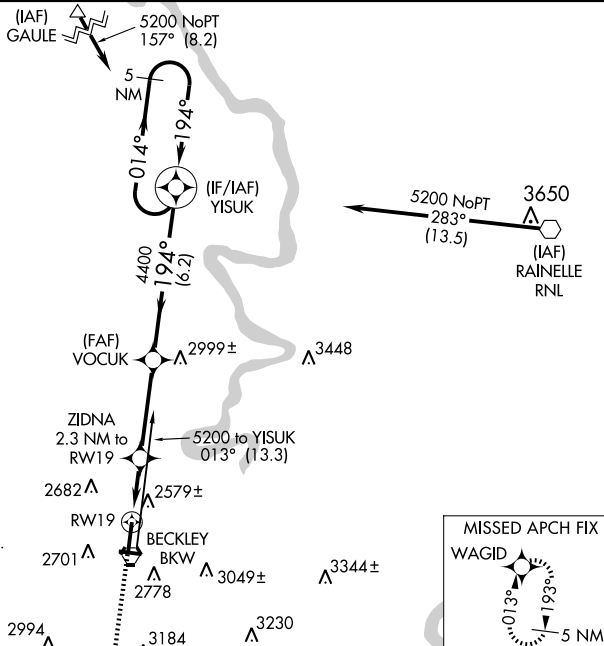 (IAF)
GAULE
5200 NoPT
157° (8.2)
5
NM
014°
194°
(IF/IAF)
YISUK
5200 NoPT
283°
(13.5)
3650
(IAF)
RAINELLE
RNL
4400
194°
(6.2)
(FAF)
VOCUK
2999±
3448
ZIDNA
2.3 NM to
RW19
5200 to YISUK
013° (13.3)
2682
2579±
RW19
BECKLEY
BKW
2701
2778
3049±
3344±
2994
3184
3230
MISSED APCH FIX
WAGID
013°
193°
5 NM